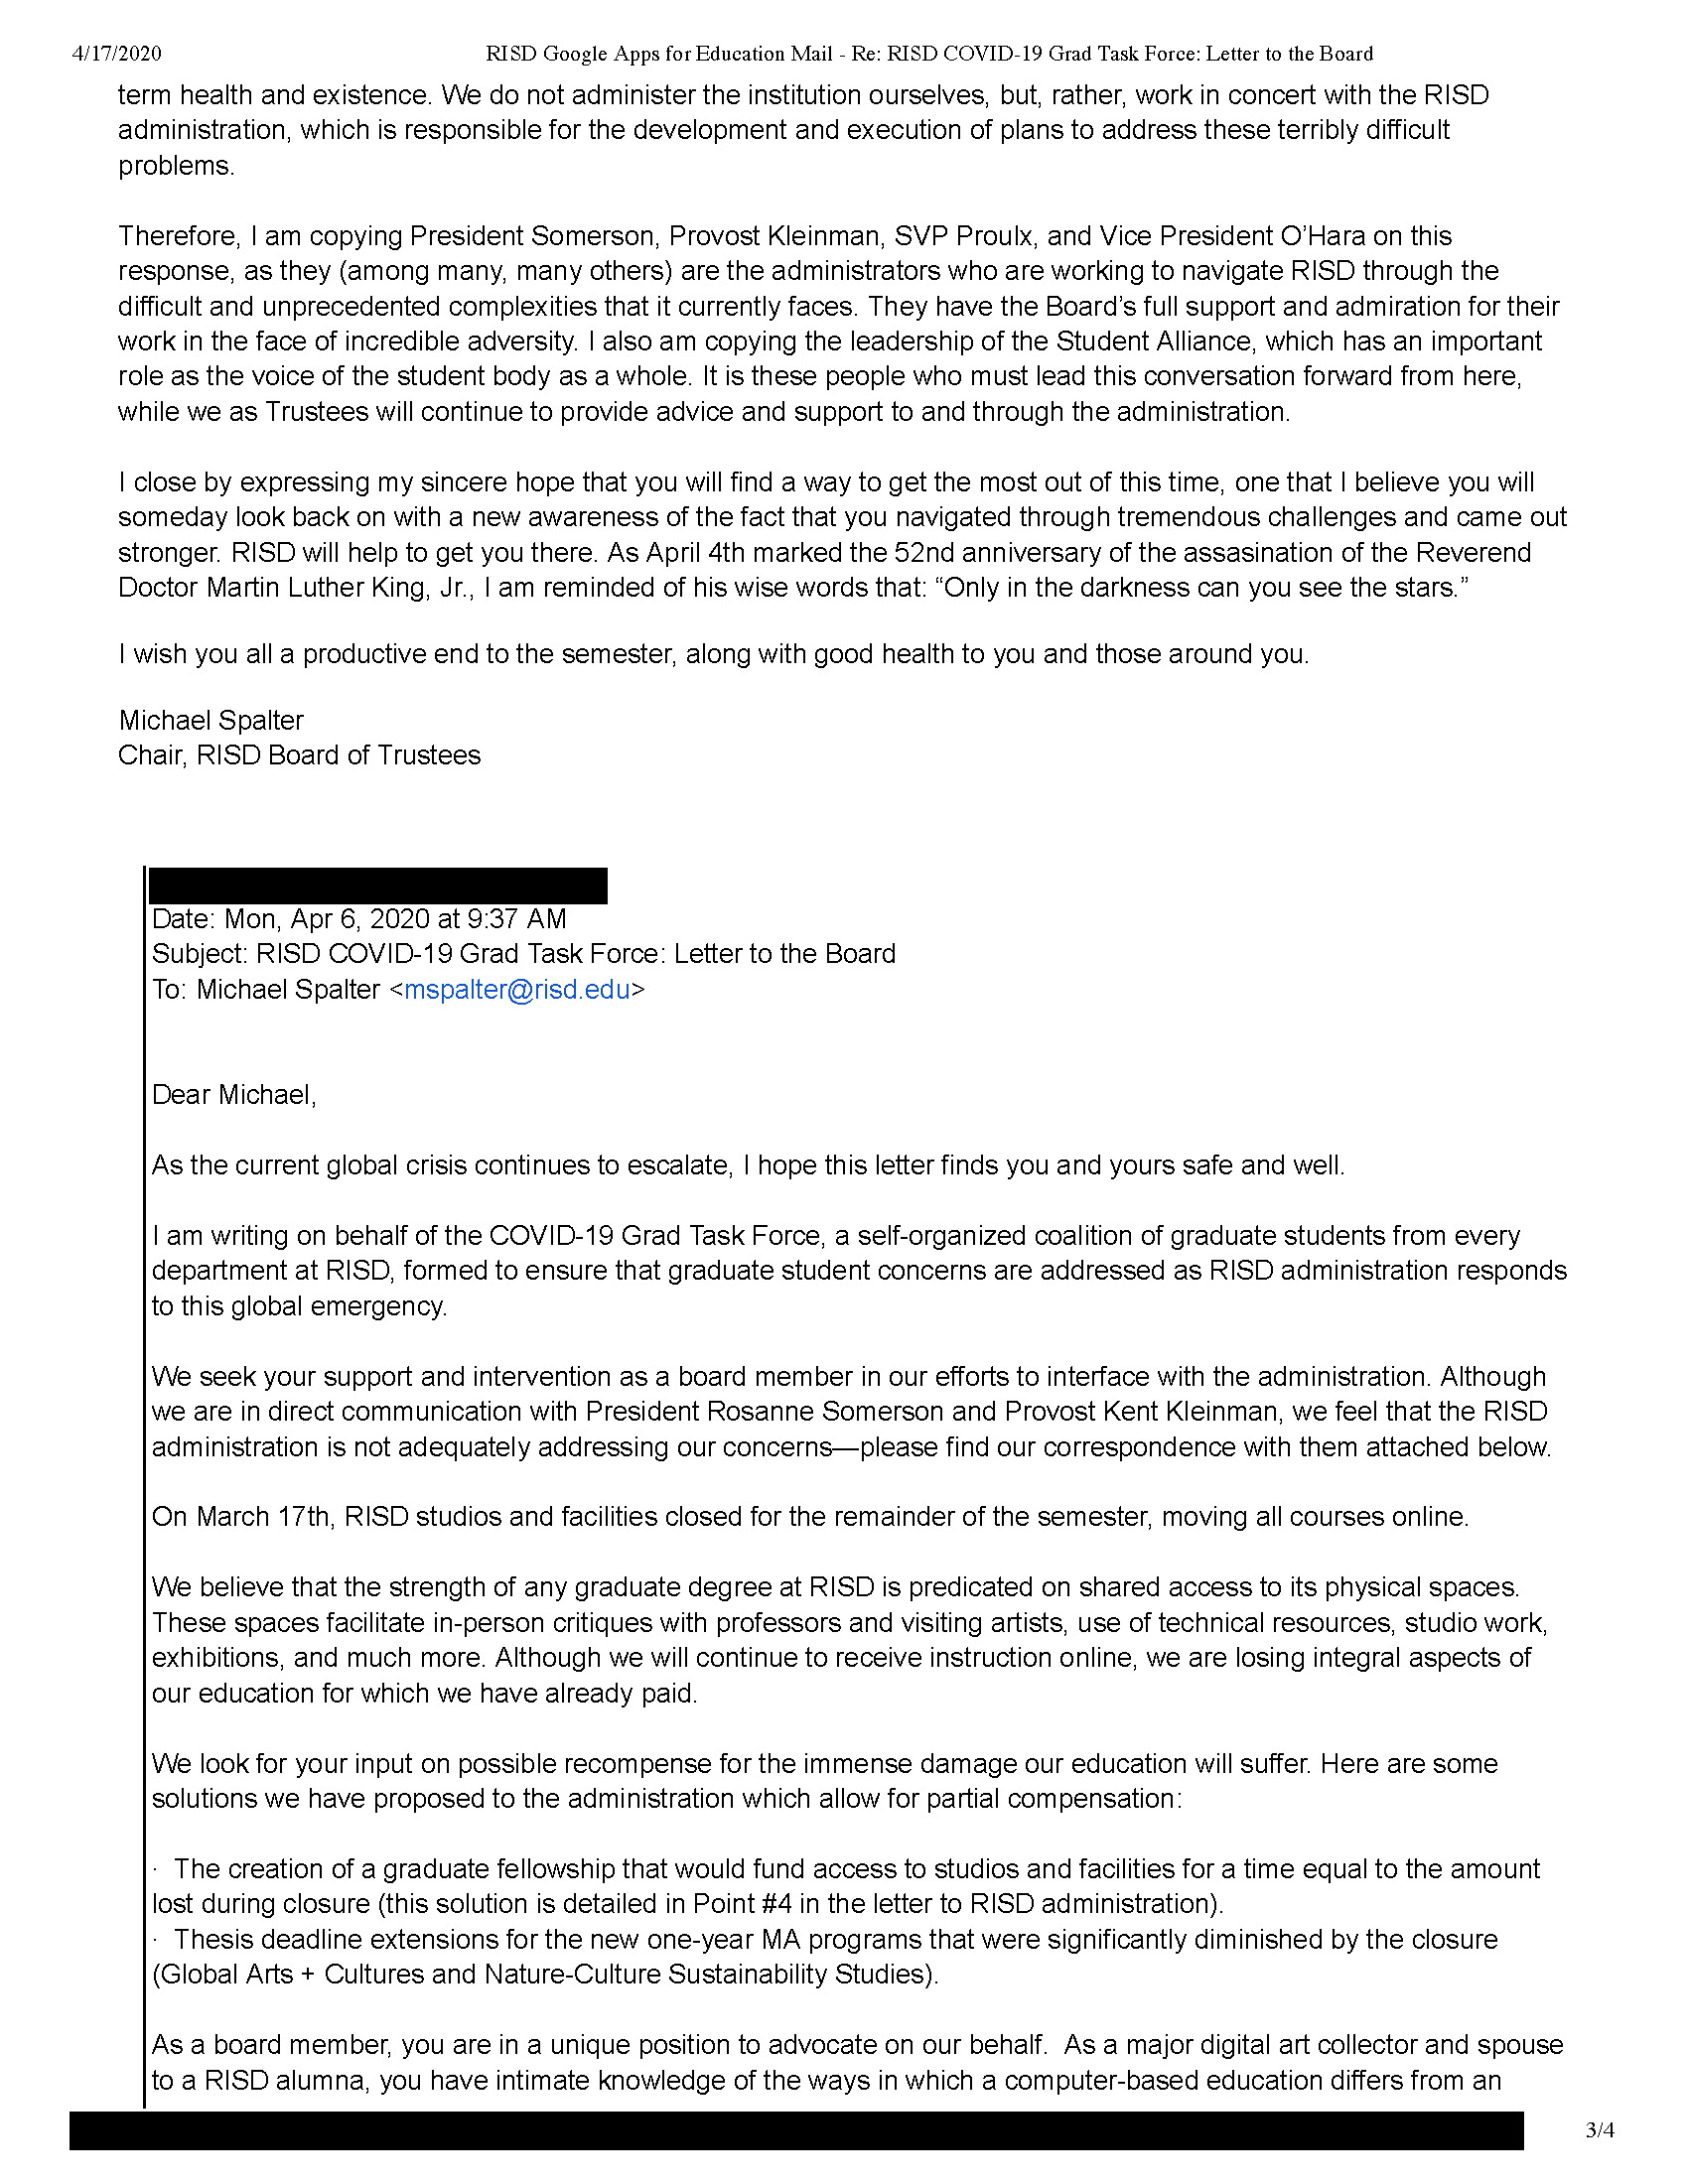 4/17/2020 RISD Google Apps for Education Mail - Re: RISD COVID-19 Grad Task Force: Letter to the Board
term health and existence. We do not administer the institution ourselves, but, rather, work in concert with the RISD
administration, which is responsible for the development and execution of plans to address these terribly difficult
problems.
Therefore, I am copying President Somerson, Provost Kleinman, SVP Proulx, and Vice President O’Hara on this
response, as they (among many, many others) are the administrators who are working to navigate RISD through the
difficult and unprecedented complexities that it currently faces. They have the Board’s full support and admiration for their
work in the face of incredible adversity. I also am copying the leadership of the Student Alliance, which has an important
role as the voice of the student body as a whole. It is these people who must lead this conversation forward from here,
while we as Trustees will continue to provide advice and support to and through the administration.
I close by expressing my sincere hope that you will find a way to get the most out of this time, one that I believe you will
someday look back on with a new awareness of the fact that you navigated through tremendous challenges and came out
stronger. RISD will help to get you there. As April 4th marked the 52nd anniversary of the assasination of the Reverend
Doctor Martin Luther King, Jr., I am reminded of his wise words that: “Only in the darkness can you see the stars.”
I wish you all a productive end to the semester, along with good health to you and those around you.
Michael Spalter
Chair, RISD Board of Trustees
Date: Mon, Apr 6, 2020 at 9:37 AM
Subject: RISD COVID-19 Grad Task Force: Letter to the Board
To: Michael Spalter <mspalter@risd.edu>
Dear Michael,
As the current global crisis continues to escalate, I hope this letter finds you and yours safe and well.
I am writing on behalf of the COVID-19 Grad Task Force, a self-organized coalition of graduate students from every
department at RISD, formed to ensure that graduate student concerns are addressed as RISD administration responds
to this global emergency.
We seek your support and intervention as a board member in our efforts to interface with the administration. Although
we are in direct communication with President Rosanne Somerson and Provost Kent Kleinman, we feel that the RISD
administration is not adequately addressing our concerns—please find our correspondence with them attached below.
On March 17th, RISD studios and facilities closed for the remainder of the semester, moving all courses online.
We believe that the strength of any graduate degree at RISD is predicated on shared access to its physical spaces.
These spaces facilitate in-person critiques with professors and visiting artists, use of technical resources, studio work,
exhibitions, and much more. Although we will continue to receive instruction online, we are losing integral aspects of
our education for which we have already paid.
We look for your input on possible recompense for the immense damage our education will suffer. Here are some
solutions we have proposed to the administration which allow for partial compensation:
· The creation of a graduate fellowship that would fund access to studios and facilities for a time equal to the amount
lost during closure (this solution is detailed in Point #4 in the letter to RISD administration).
· Thesis deadline extensions for the new one-year MA programs that were significantly diminished by the closure
(Global Arts + Cultures and Nature-Culture Sustainability Studies).
As a board member, you are in a unique position to advocate on our behalf.  As a major digital art collector and spouse
to a RISD alumna, you have intimate knowledge of the ways in which a computer-based education differs from an
3/4